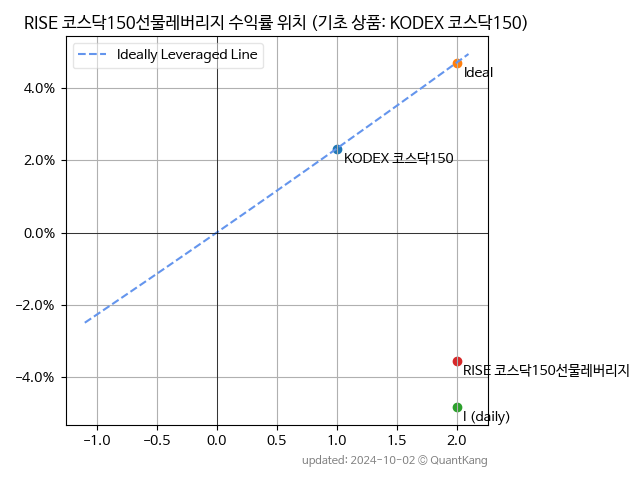 RISE 코스닥150선물레버리지 수익률 위치 (기초 상품: KODEX 코스닥150)
Ideally Leveraged Line
Ideal
4.0%
KODEX 코스닥150
2.0%
0.0%
−2.0%
RISE 코스닥150선물레버리지
−4.0%
I (daily)
−1.0 −0.5 0.0 0.5 1.0 1.5 2.0
updated: 2024-10-02 © QuantKang